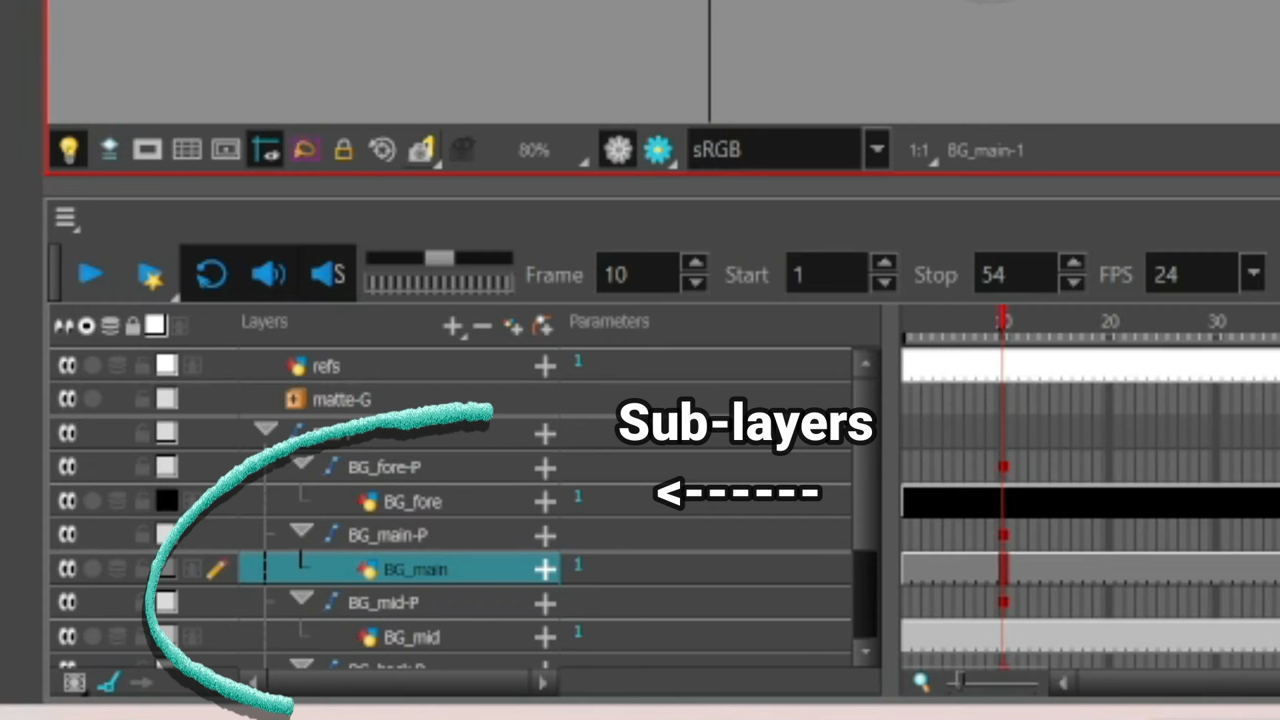 80% sRGB 1:1 BG_main-1
S Frame 10 Start 1 Stop 54 FPS 24
Layers Parameters 20 30
refs 1
matte-G
Sub-layers
BG_fore-P
<------
BG_fore 1
BG_main-P
BG_main 1
BG_mid-P
BG_mid 1